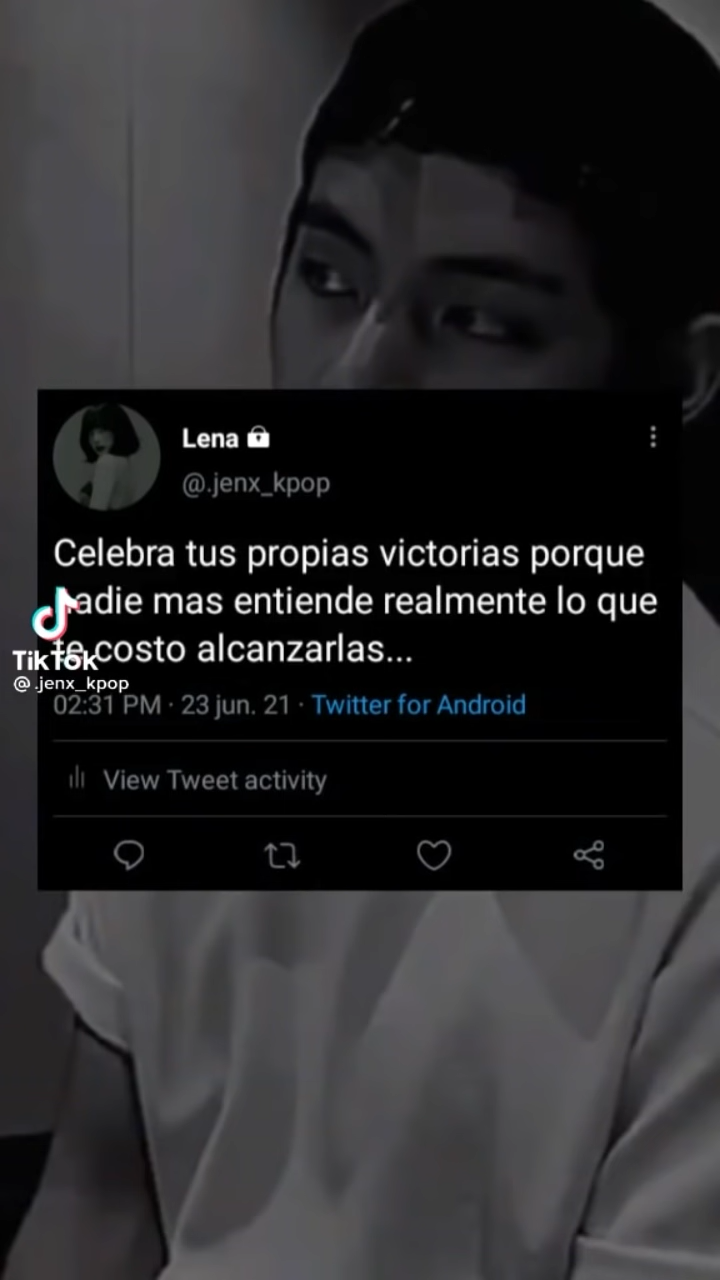 Lena
@.jenx_kpop
Celebra tus propias victorias porque
nadie mas entiende realmente lo que
te costo alcanzarlas...
TikTok
@.jenx_kpop
02:31 PM · 23 jun. 21 · Twitter for Android
View Tweet activity